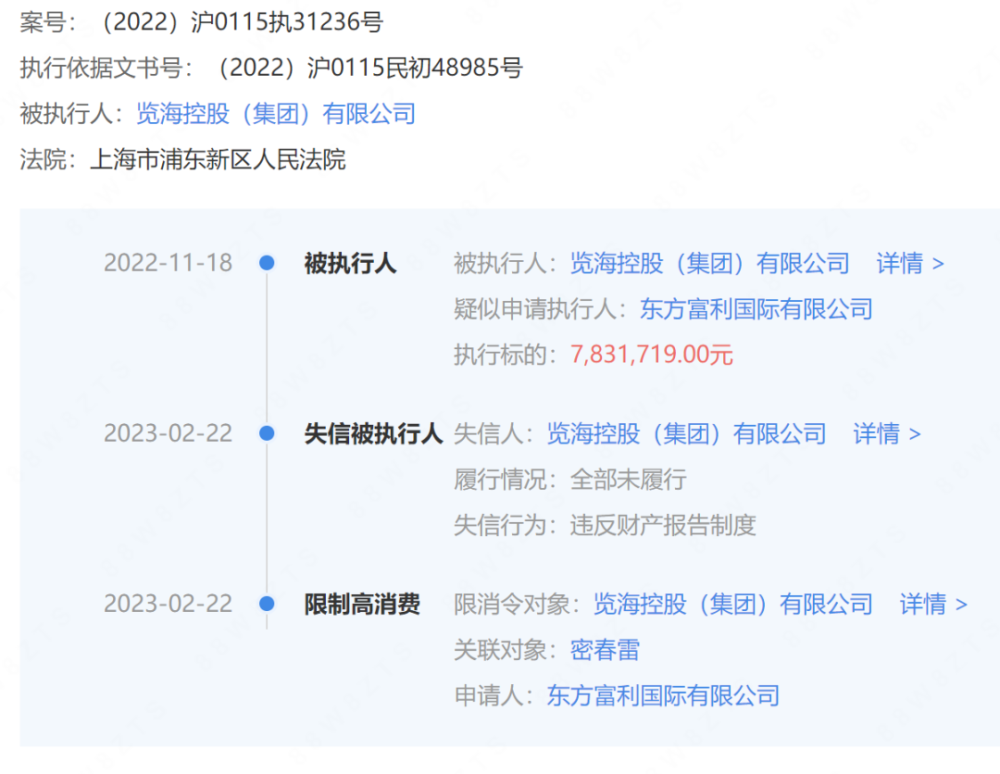 案号：（2022）沪0115执31236号
执行依据文书号：（2022）沪0115民初48985号
被执行人：览海控股（集团）有限公司
法院：上海市浦东新区人民法院
2022-11-18 被执行人 被执行人：览海控股（集团）有限公司 详情 >
疑似申请执行人：东方富利国际有限公司
执行标的：7,831,719.00元
2023-02-22 失信被执行人 失信人：览海控股（集团）有限公司 详情 >
履行情况：全部未履行
失信行为：违反财产报告制度
2023-02-22 限制高消费 限消令对象：览海控股（集团）有限公司 详情 >
关联对象：密春雷
申请人：东方富利国际有限公司